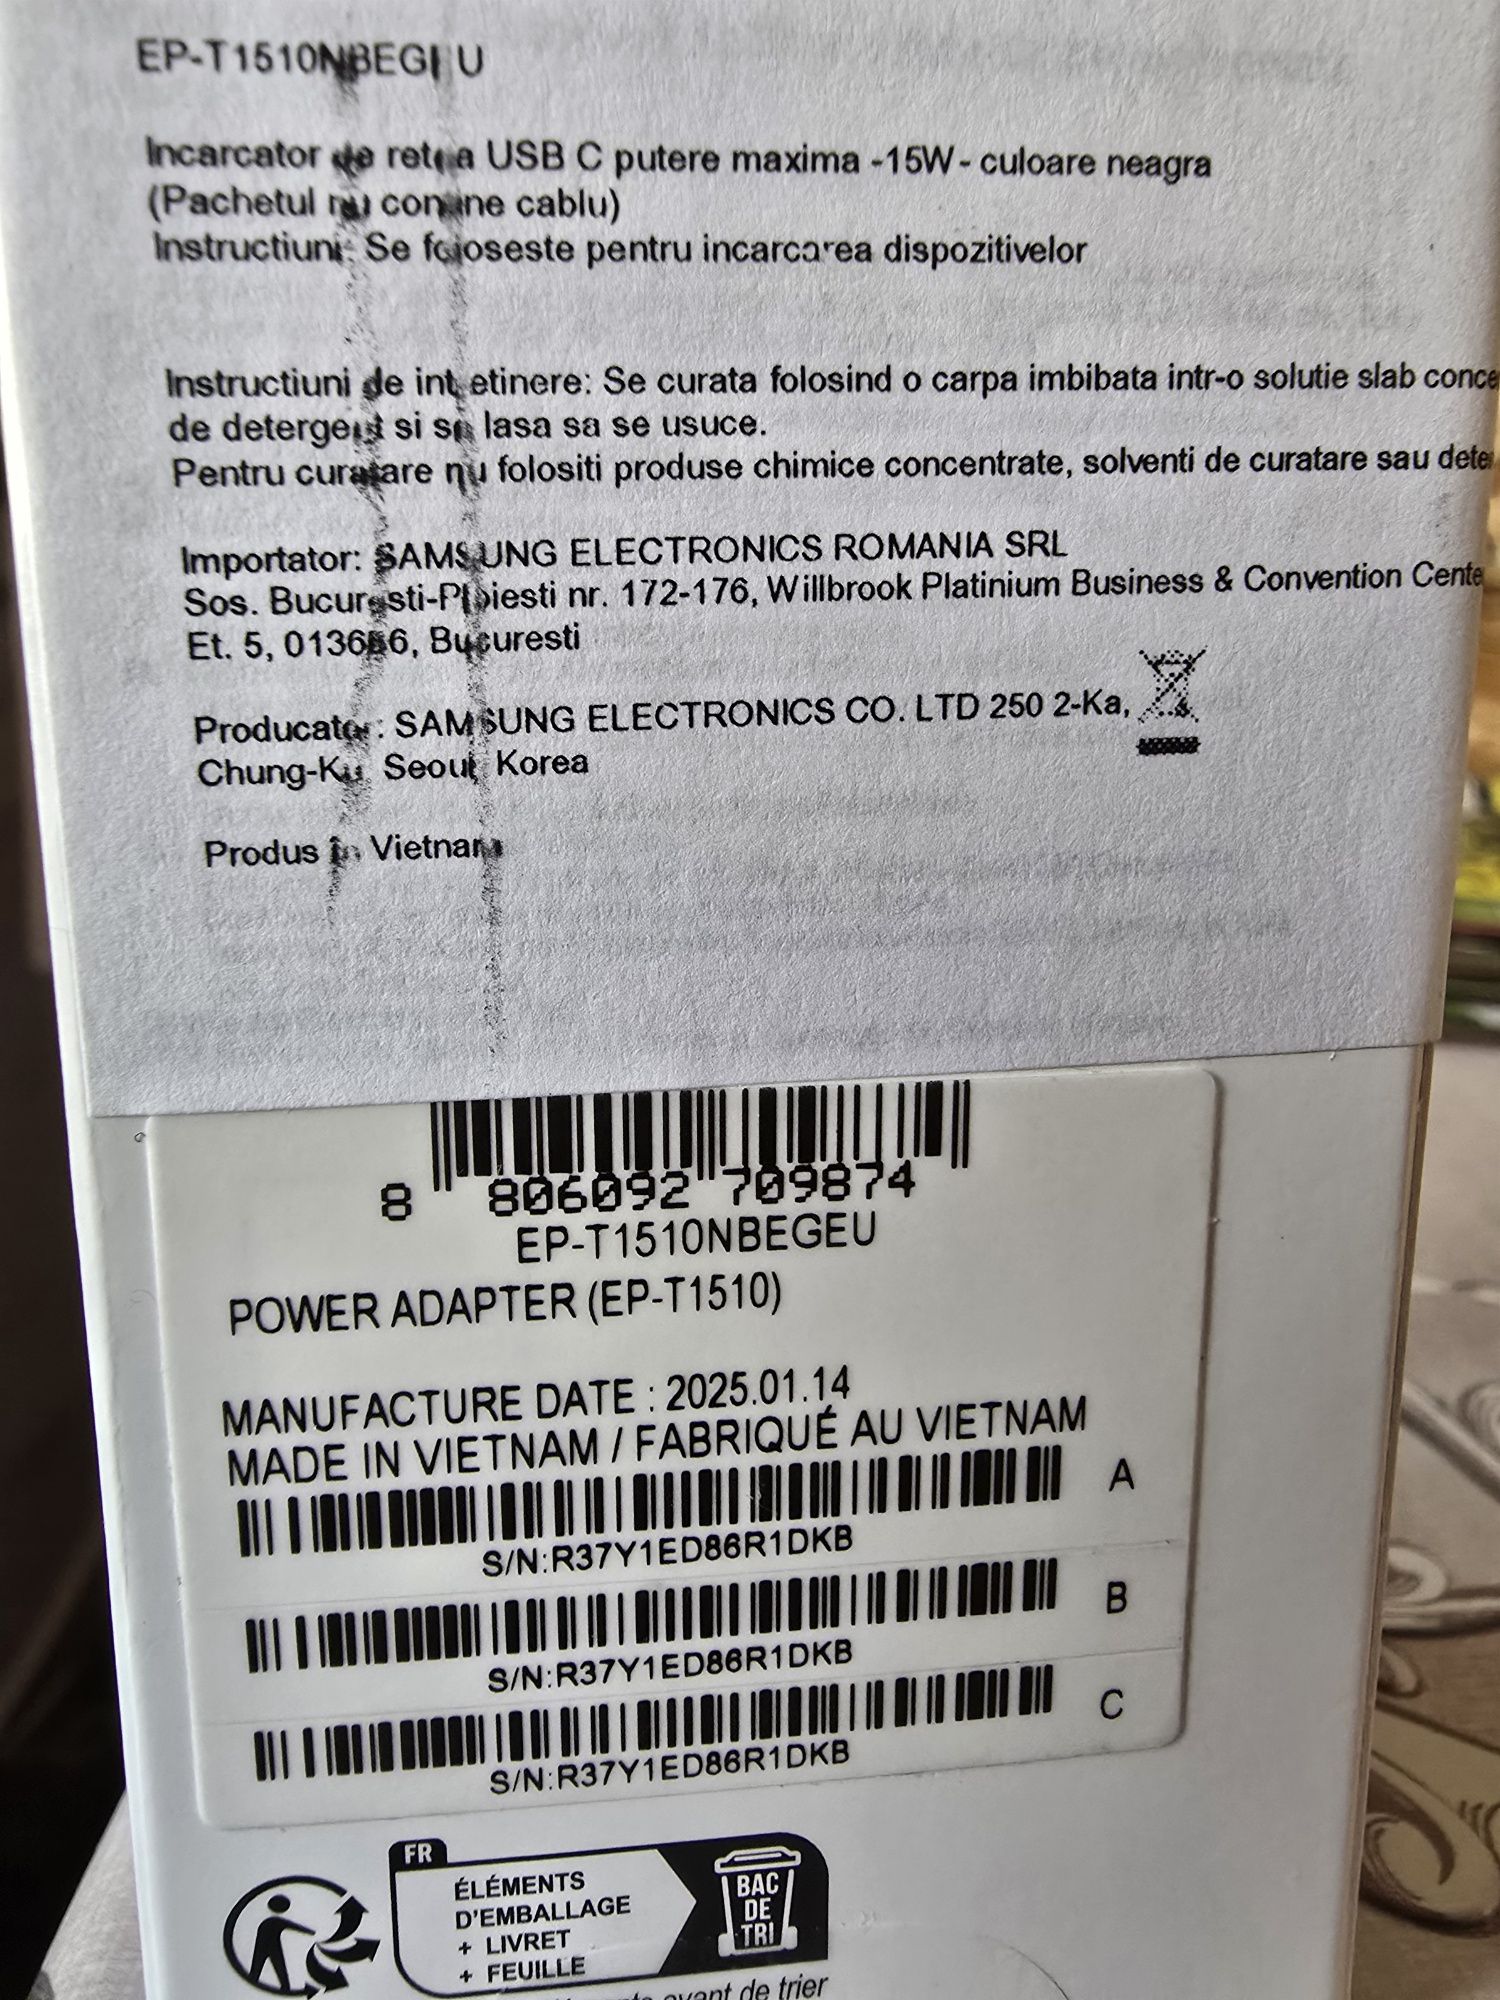 EP-T1510NBEGEU
Incarcator de retea USB C putere maxima -15W - culoare neagra
(Pachetul nu contine cablu)
Instructiuni: Se foloseste pentru incarcarea dispozitivelor
Instructiuni de intretinere: Se curata folosind o carpa imbibata intr-o solutie slab conce
de detergent si se lasa sa se usuce.
Pentru curatare nu folositi produse chimice concentrate, solventi de curatare sau dete
Importator: SAMSUNG ELECTRONICS ROMANIA SRL
Sos. Bucuresti-Ploiesti nr. 172-176, Willbrook Platinium Business & Convention Cente
Et. 5, 013686, Bucuresti
Producator: SAMSUNG ELECTRONICS CO. LTD 250 2-Ka,
Chung-Ku, Seoul, Korea
Produs în Vietnam
8 806092 709874
EP-T1510NBEGEU
POWER ADAPTER (EP-T1510)
MANUFACTURE DATE : 2025.01.14
MADE IN VIETNAM / FABRIQUÉ AU VIETNAM
A
S/N:R37Y1ED86R1DKB
B
S/N:R37Y1ED86R1DKB
C
S/N:R37Y1ED86R1DKB
FR
ÉLÉMENTS
D'EMBALLAGE
+ LIVRET
+ FEUILLE
BAC
DE
TRI
avant de trier